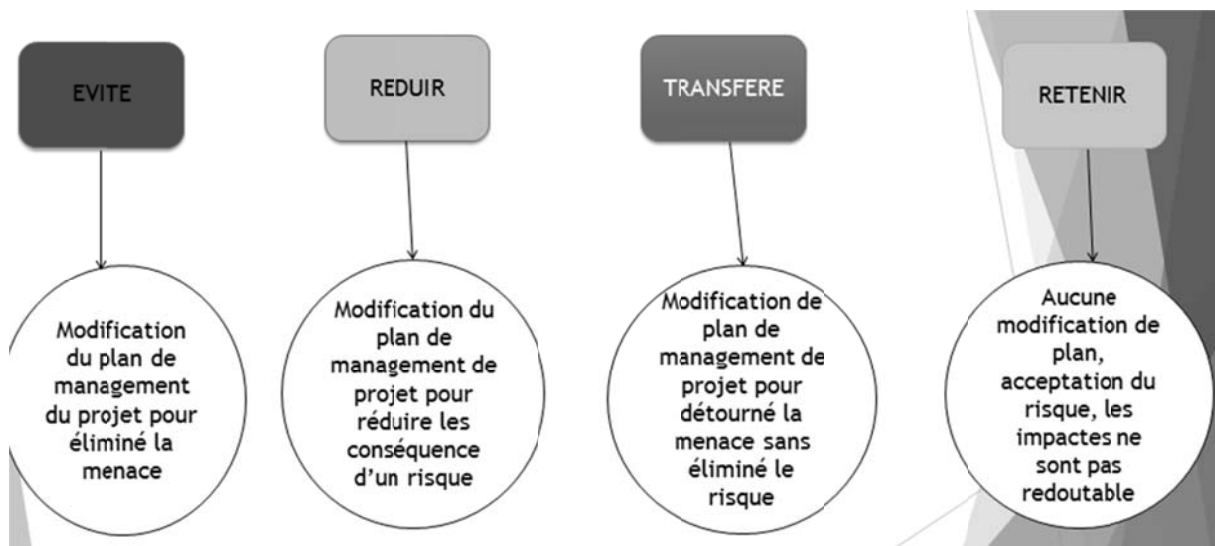 EVITE
REDUIR
TRANSFERE
RETENIR
Modification
du plan de
management
du projet pour
éliminé la
menace
Modification du
plan de
management de
projet pour
réduire les
conséquence
d'un risque
Modification de
plan de
management de
projet pour
détourné la
menace sans
éliminé le
risque
Aucune
modification de
plan,
acceptation du
risque, les
impactes ne
sont pas
redoutable